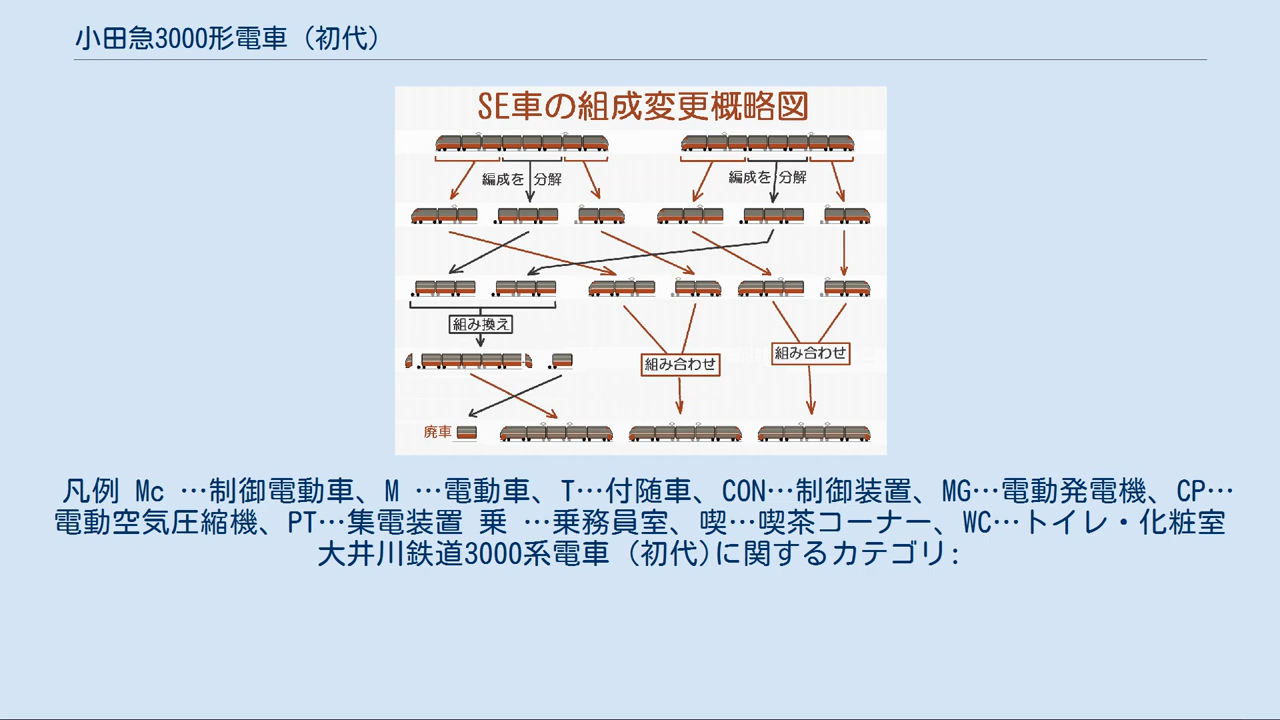 小田急3000形電車（初代）
SE車の組成変更概略図
編成を 分解
編成を 分解
組み換え
組み合わせ
組み合わせ
廃車
凡例 Mc …制御電動車、M …電動車、T…付随車、CON…制御装置、MG…電動発電機、CP…
電動空気圧縮機、PT…集電装置 乗 …乗務員室、喫…喫茶コーナー、WC…トイレ・化粧室
大井川鉄道3000系電車（初代)に関するカテゴリ: